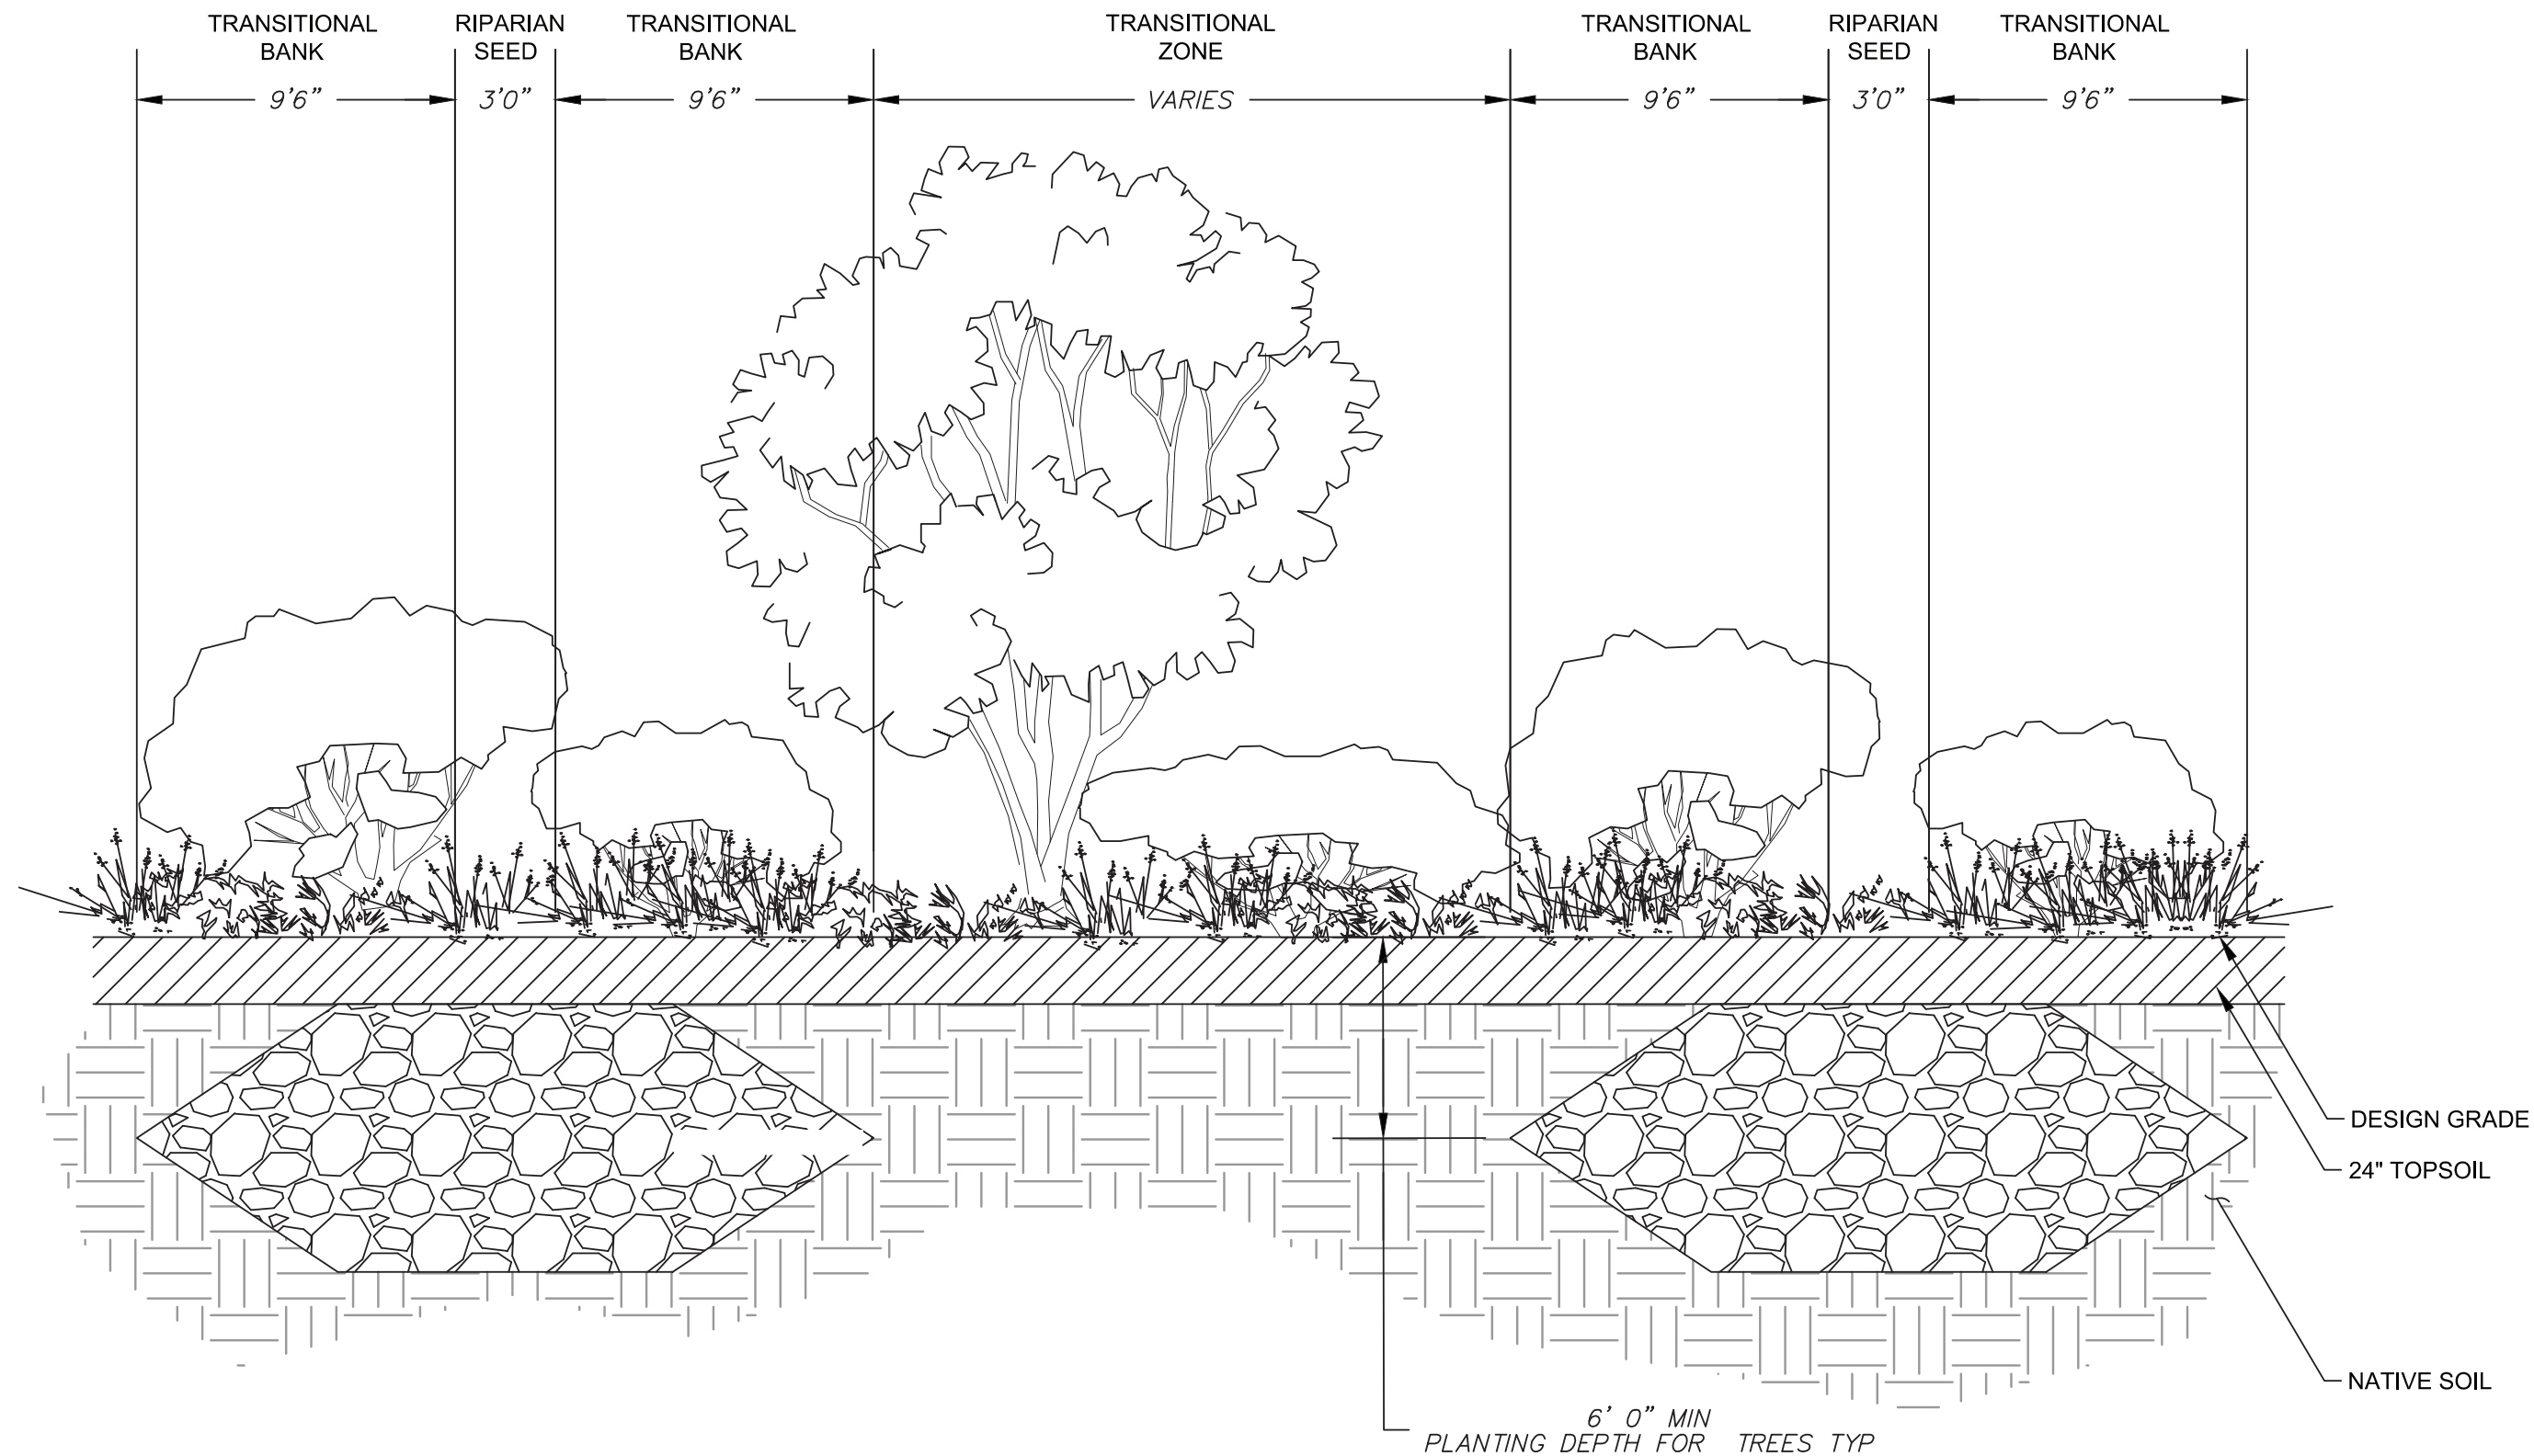 TRANSITIONAL
BANK
RIPARIAN
SEED
TRANSITIONAL
BANK
TRANSITIONAL
ZONE
TRANSITIONAL
BANK
RIPARIAN
SEED
TRANSITIONAL
BANK
9'6"
3'0"
9'6"
VARIES
9'6"
3'0"
9'6"
DESIGN GRADE
24" TOPSOIL
NATIVE SOIL
6' 0" MIN
PLANTING DEPTH FOR TREES TYP